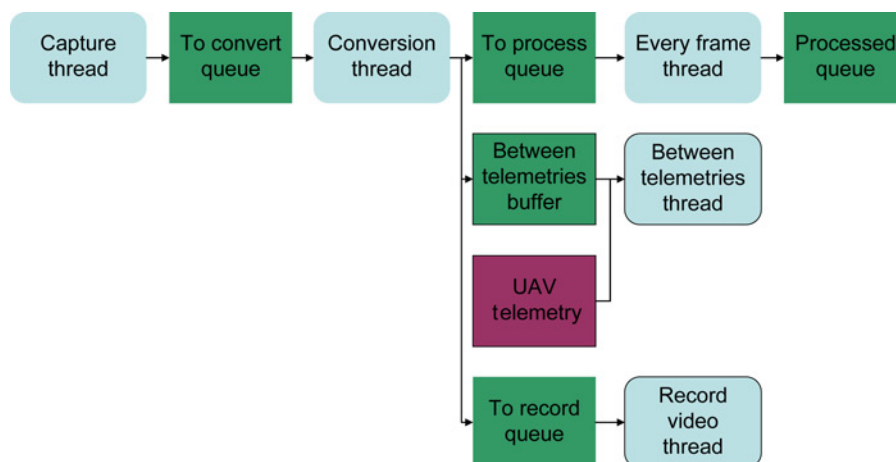 Capture
thread
To convert
queue
Conversion
thread
To process
queue
Every frame
thread
Processed
queue
Between
telemetries
buffer
Between
telemetries
thread
UAV
telemetry
To record
queue
Record
video
thread